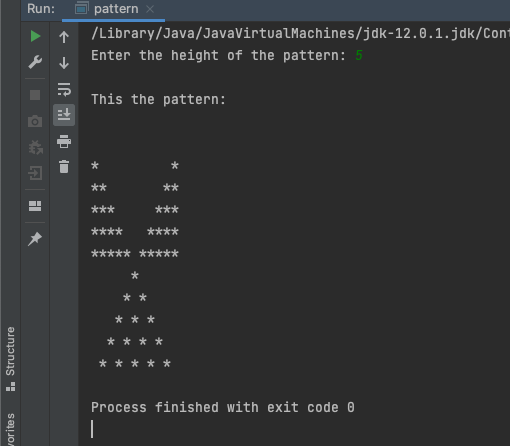 Run: pattern ×
/Library/Java/JavaVirtualMachines/jdk-12.0.1.jdk/Cont
Enter the height of the pattern: 5
This the pattern:
*         *
**       **
***     ***
****   ****
***** *****
     *
    * *
   * * *
  * * * *
 * * * * *
Process finished with exit code 0
Structure
vorites